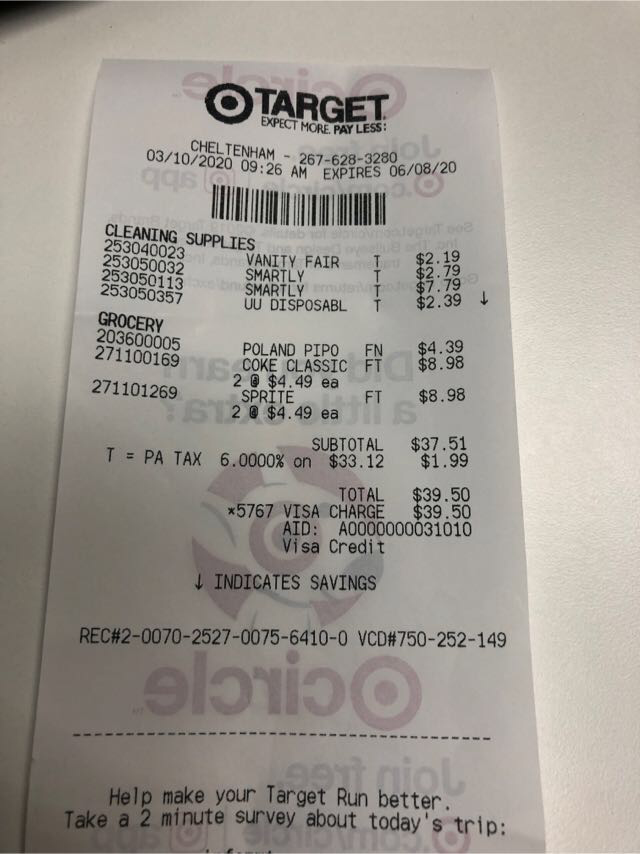 TARGET
EXPECT MORE. PAY LESS:
CHELTENHAM - 267-628-3280
03/10/2020 09:26 AM EXPIRES 06/08/20
CLEANING SUPPLIES
253040023 VANITY FAIR T $2.19
253050032 SMARTLY T $2.79
253050113 SMARTLY T $7.79
253050357 UU DISPOSABL T $2.39 ↓
GROCERY
203600005 POLAND PIPO FN $4.39
271100169 COKE CLASSIC FT $8.98
2 @ $4.49 ea
271101269 SPRITE FT $8.98
2 @ $4.49 ea
SUBTOTAL $37.51
T = PA TAX 6.0000% on $33.12 $1.99
TOTAL $39.50
*5767 VISA CHARGE $39.50
AID: A0000000031010
Visa Credit
↓ INDICATES SAVINGS
REC#2-0070-2527-0075-6410-0 VCD#750-252-149
circle
Join free.
Help make your Target Run better.
Take a 2 minute survey about today's trip: